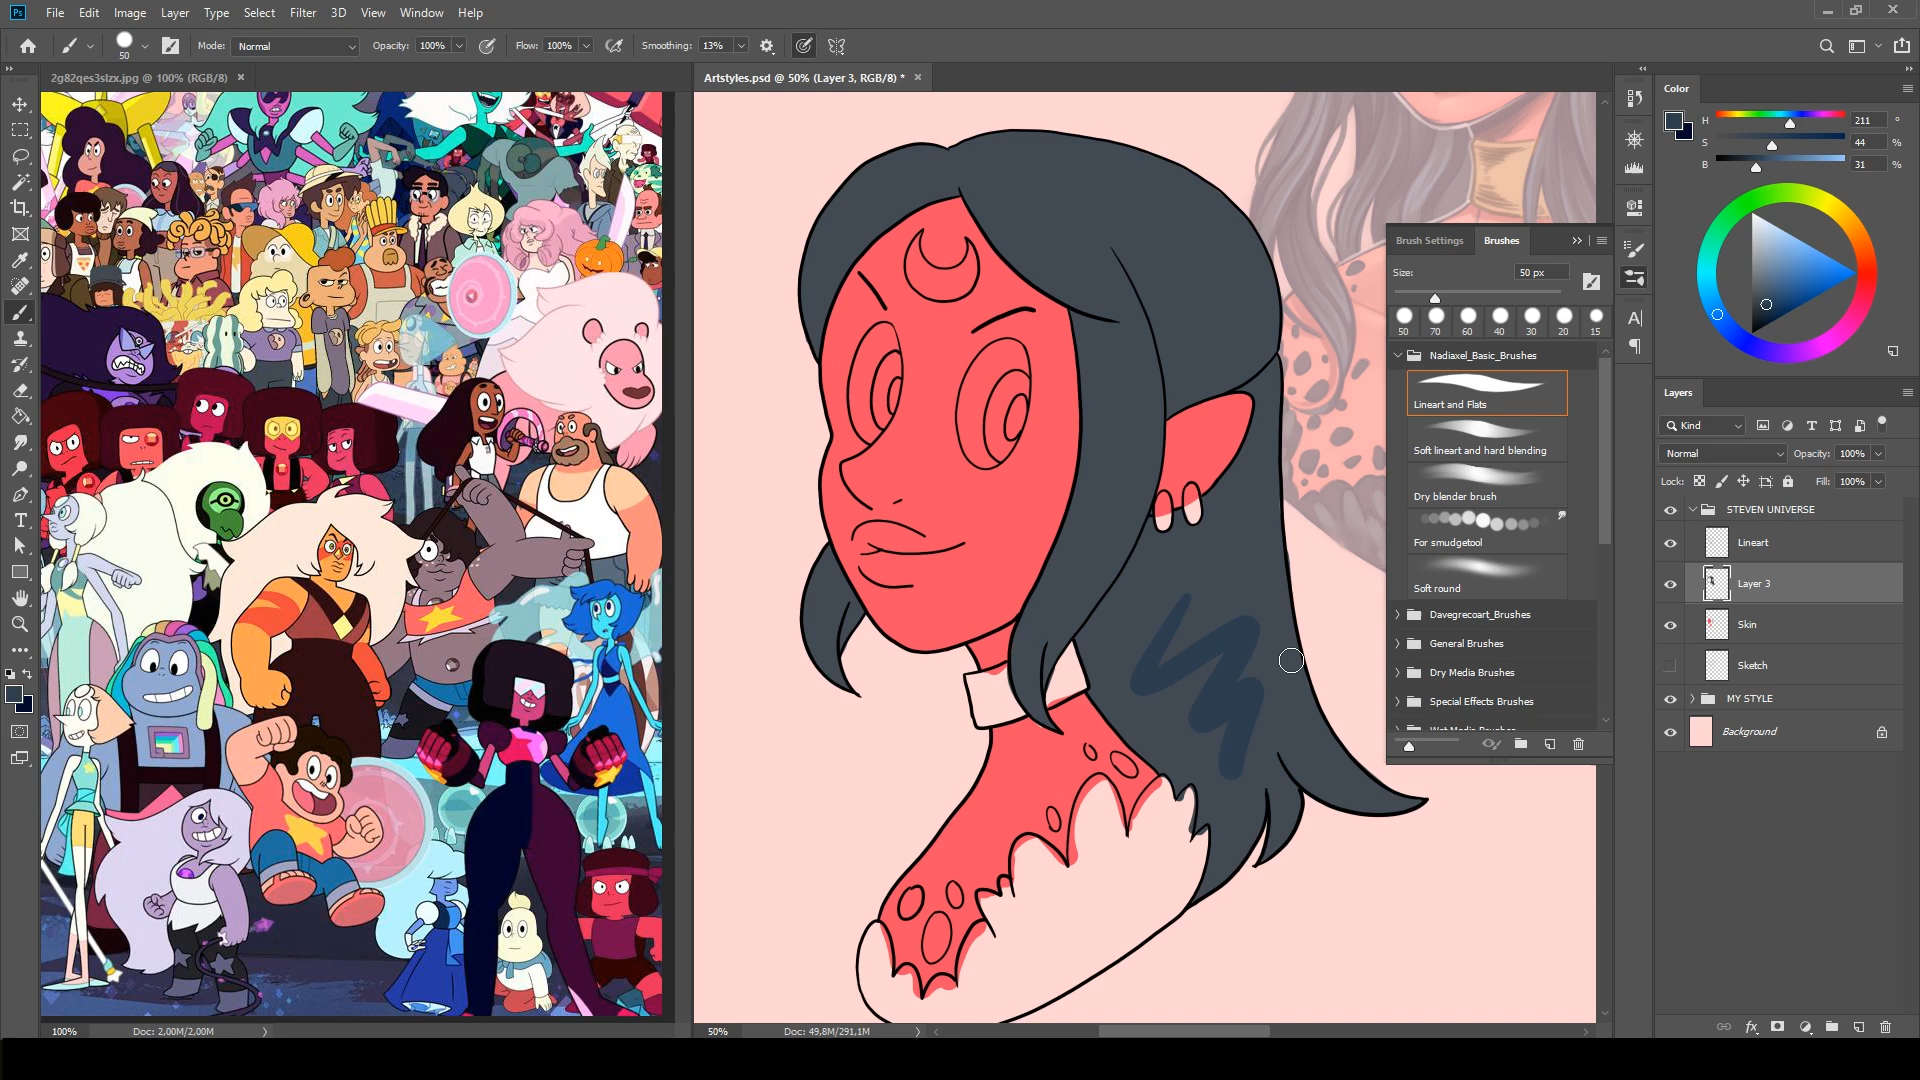 Ps File Edit Image Layer Type Select Filter 3D View Window Help
50 Mode: Normal Opacity: 100% Flow: 100% Smoothing: 13%
2g82qes3slzx.jpg @ 100% (RGB/8) ×
Artstyles.psd @ 50% (Layer 3, RGB/8) * ×
Color
H 211 °
S 44 %
B 31 %
Brush Settings Brushes
Size: 50 px
50 70 60 40 30 20 15
Nadiaxel_Basic_Brushes
Lineart and Flats
Soft lineart and hard blending
Dry blender brush
For smudgetool
Soft round
Davegrecoart_Brushes
General Brushes
Dry Media Brushes
Special Effects Brushes
Wet Media Brushes
Layers
Kind
Normal Opacity: 100%
Lock: Fill: 100%
STEVEN UNIVERSE
Lineart
Layer 3
Skin
Sketch
MY STYLE
Background
100% Doc: 2,00M/2,00M
50% Doc: 49,8M/291,1M